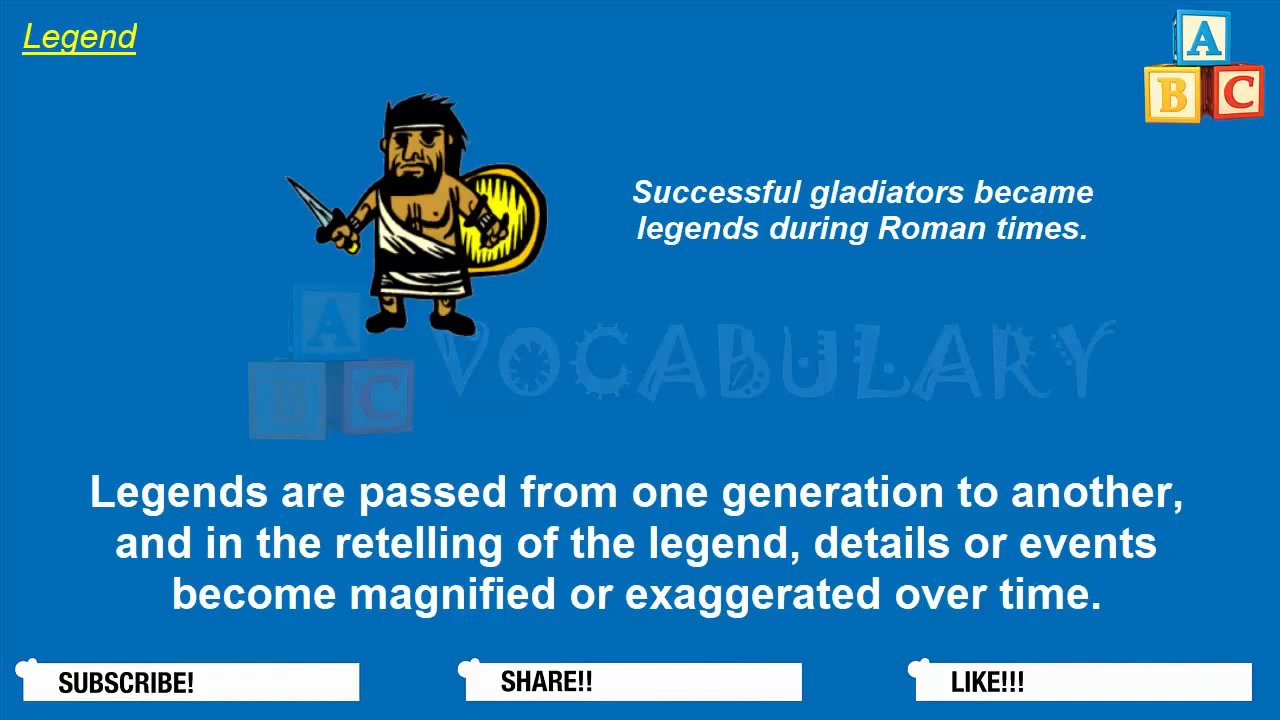 Legend
A
B C
Successful gladiators became
legends during Roman times.
A
B C
VOCABULARY
Legends are passed from one generation to another,
and in the retelling of the legend, details or events
become magnified or exaggerated over time.
SUBSCRIBE!
SHARE!!
LIKE!!!